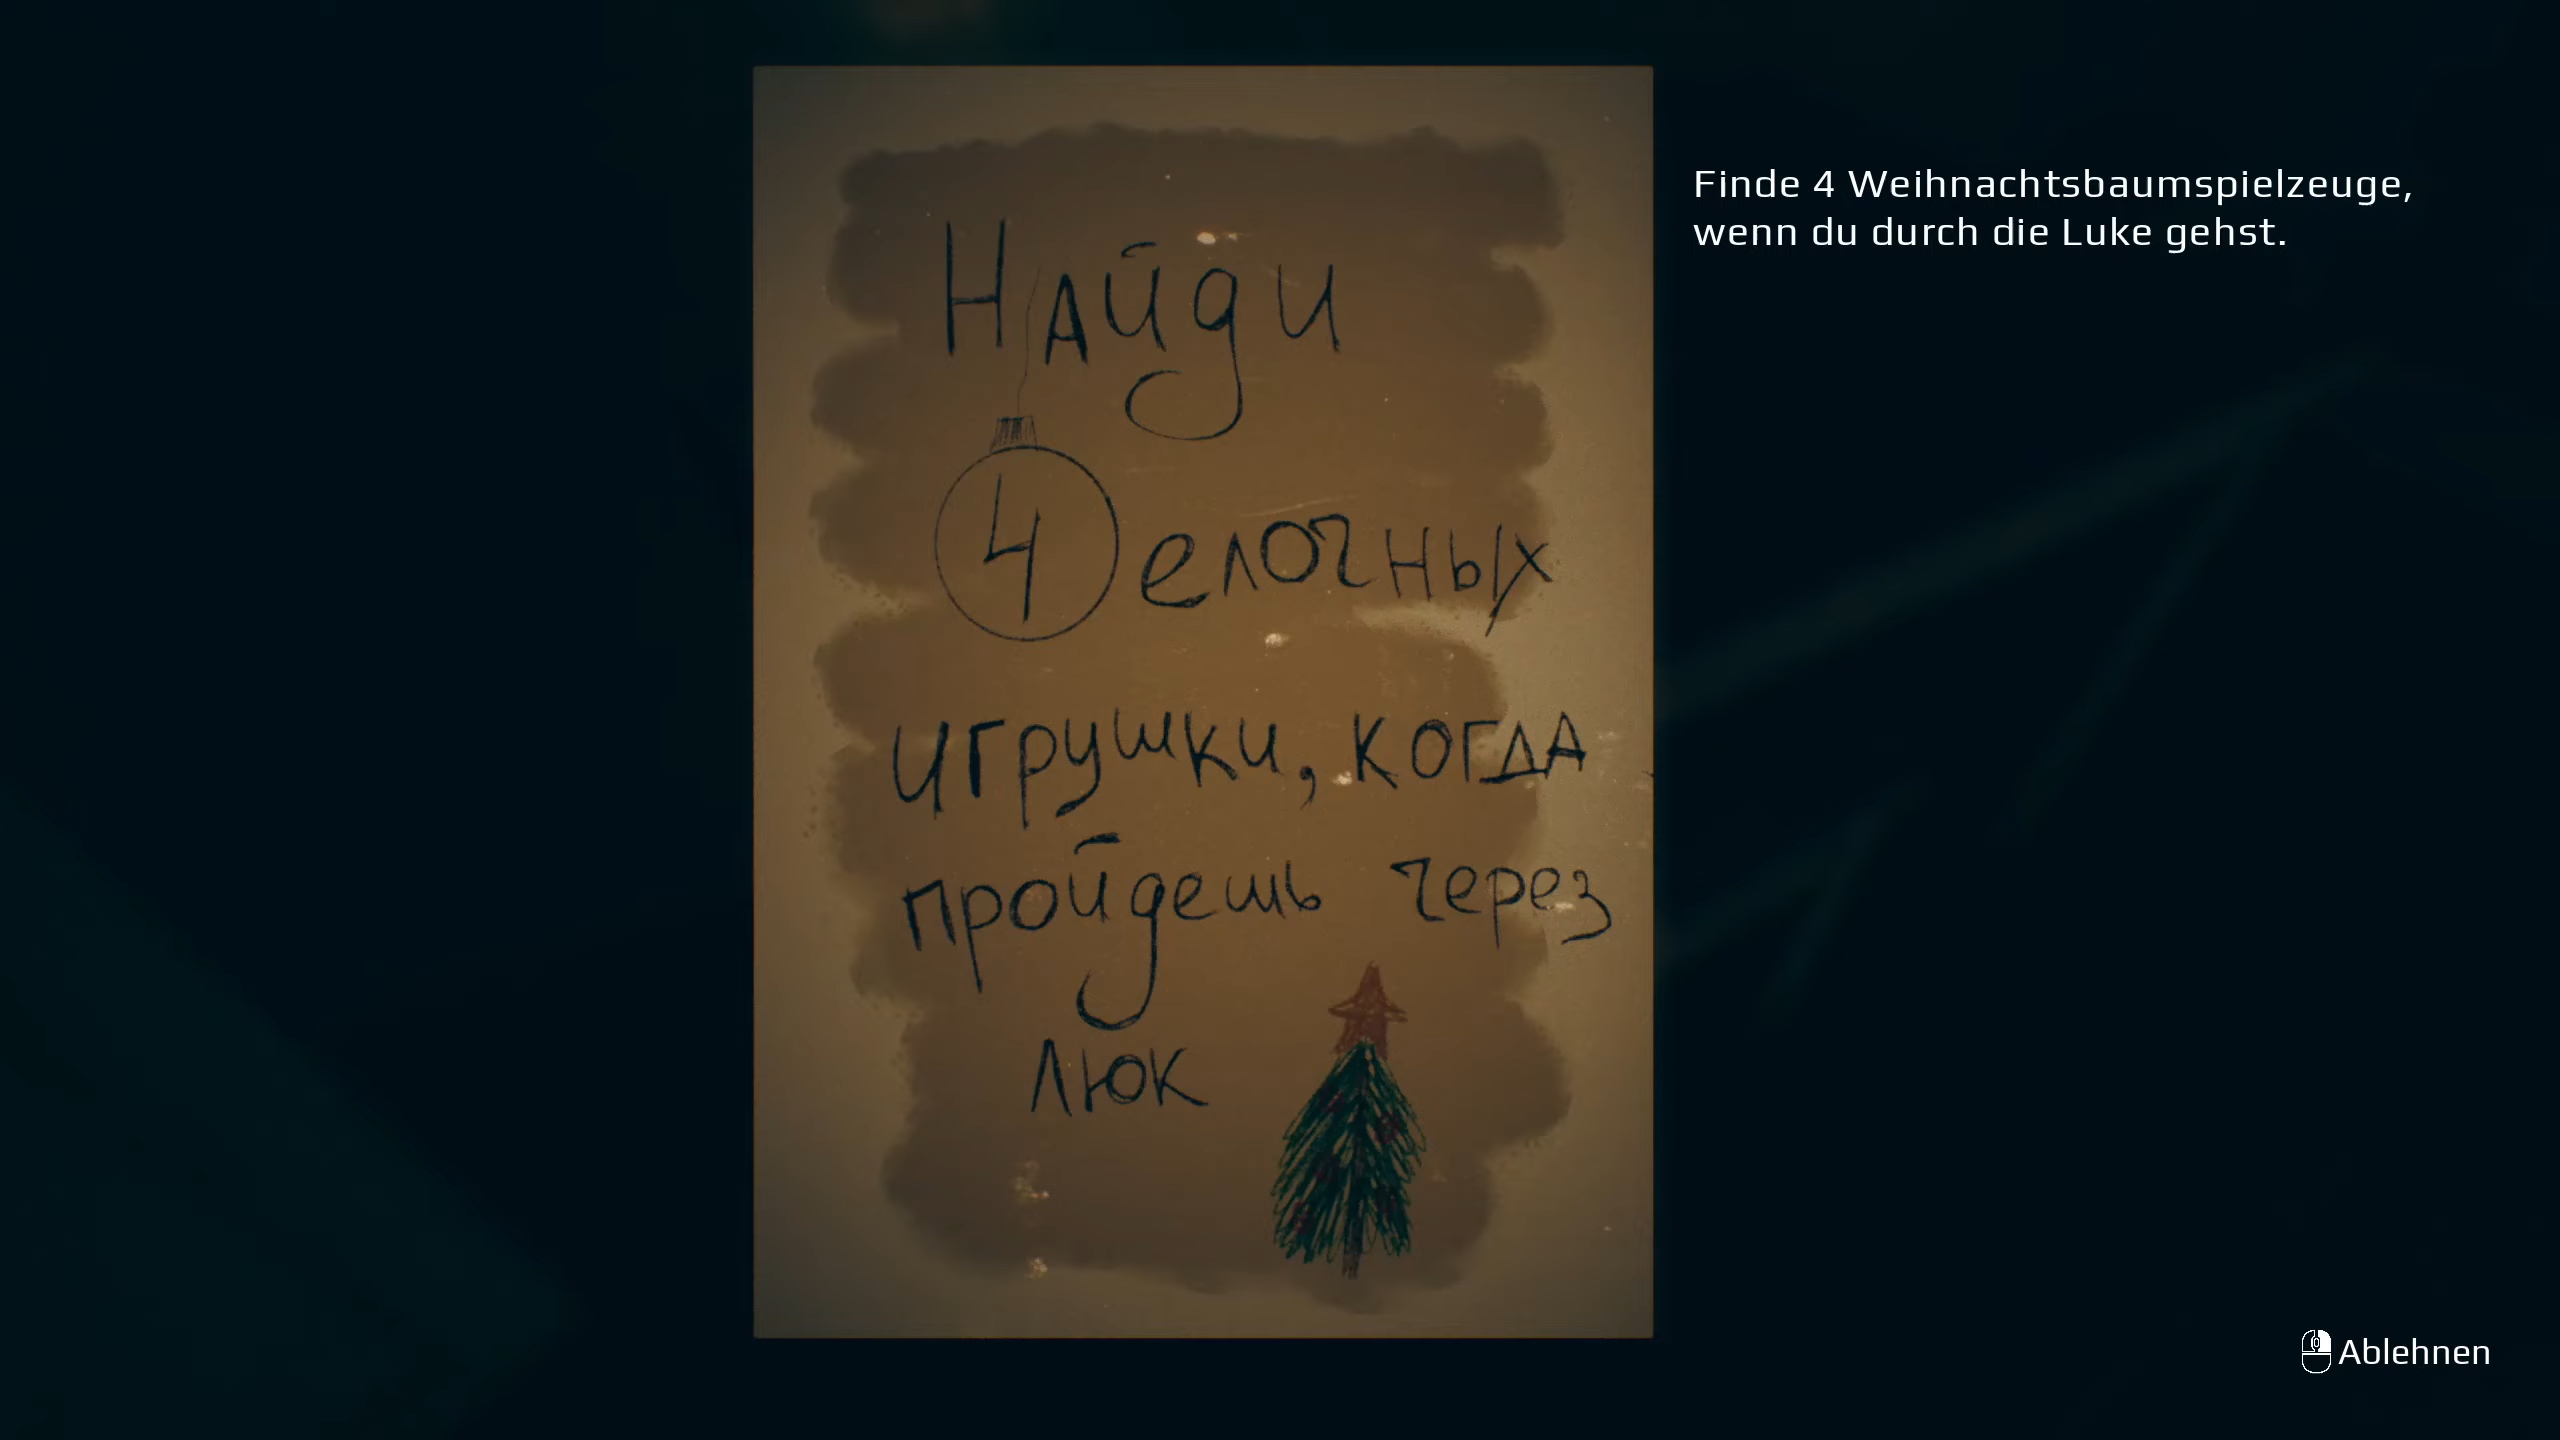 Найди
4 елочных
игрушки, когда
пройдешь через
люк
Finde 4 Weihnachtsbaumspielzeuge,
wenn du durch die Luke gehst.
Ablehnen